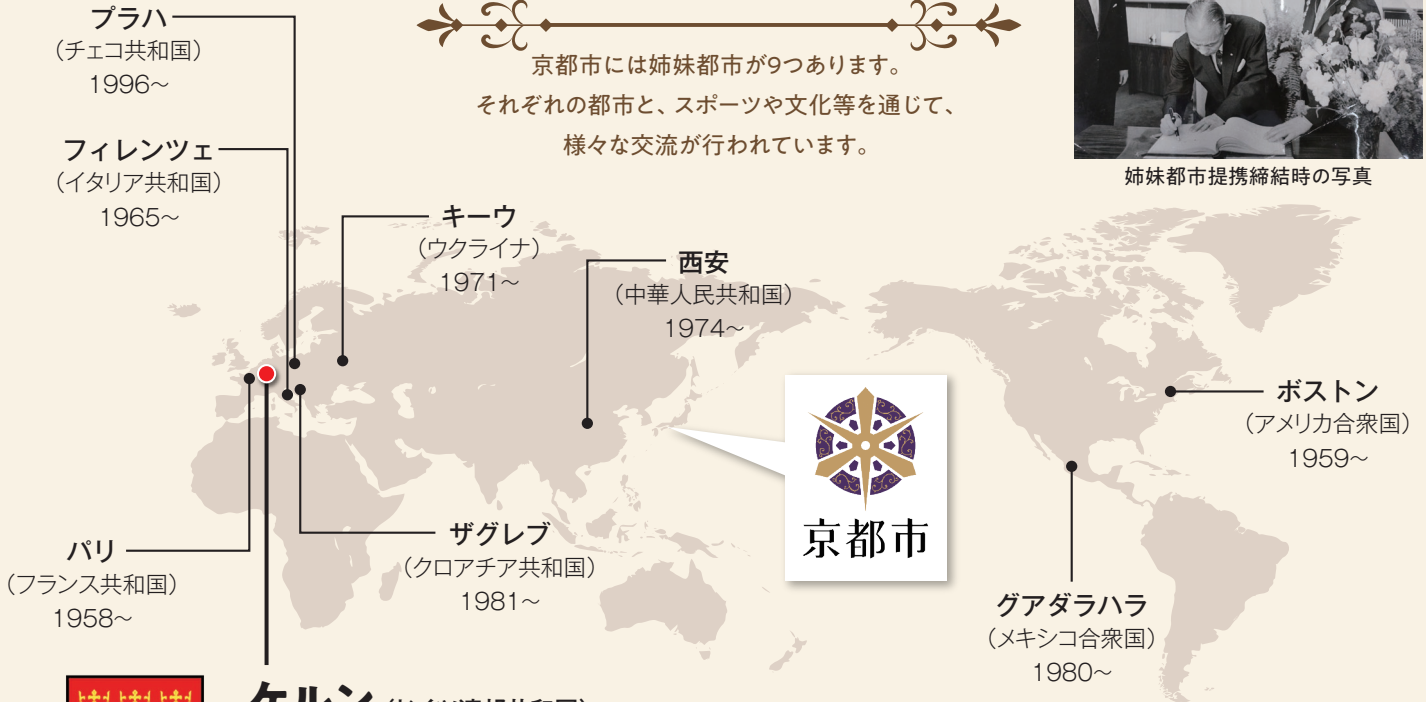 プラハ
（チェコ共和国）
1996～
フィレンツェ
（イタリア共和国）
1965～
京都市には姉妹都市が9つあります。
それぞれの都市と、スポーツや文化等を通じて、
様々な交流が行われています。
姉妹都市提携締結時の写真
キーウ
（ウクライナ）
1971～
西安
（中華人民共和国）
1974～
ボストン
（アメリカ合衆国）
1959～
京都市
パリ
（フランス共和国）
1958～
ザグレブ
（クロアチア共和国）
1981～
グアダラハラ
（メキシコ合衆国）
1980～
ケルン